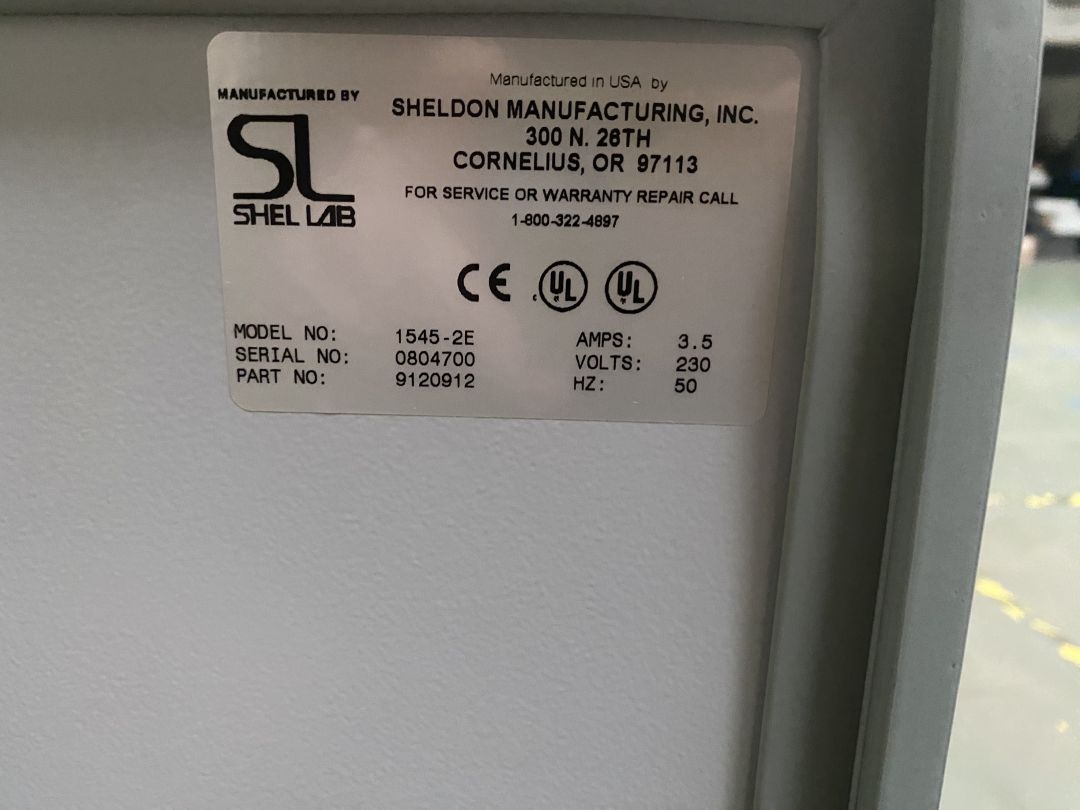 MANUFACTURED BY
SL
SHEL LAB
Manufactured in USA by
SHELDON MANUFACTURING, INC.
300 N. 26TH
CORNELIUS, OR 97113
FOR SERVICE OR WARRANTY REPAIR CALL
1-800-322-4897
CE c UL UL
MODEL NO: 1545-2E AMPS: 3.5
SERIAL NO: 0804700 VOLTS: 230
PART NO: 9120912 HZ: 50